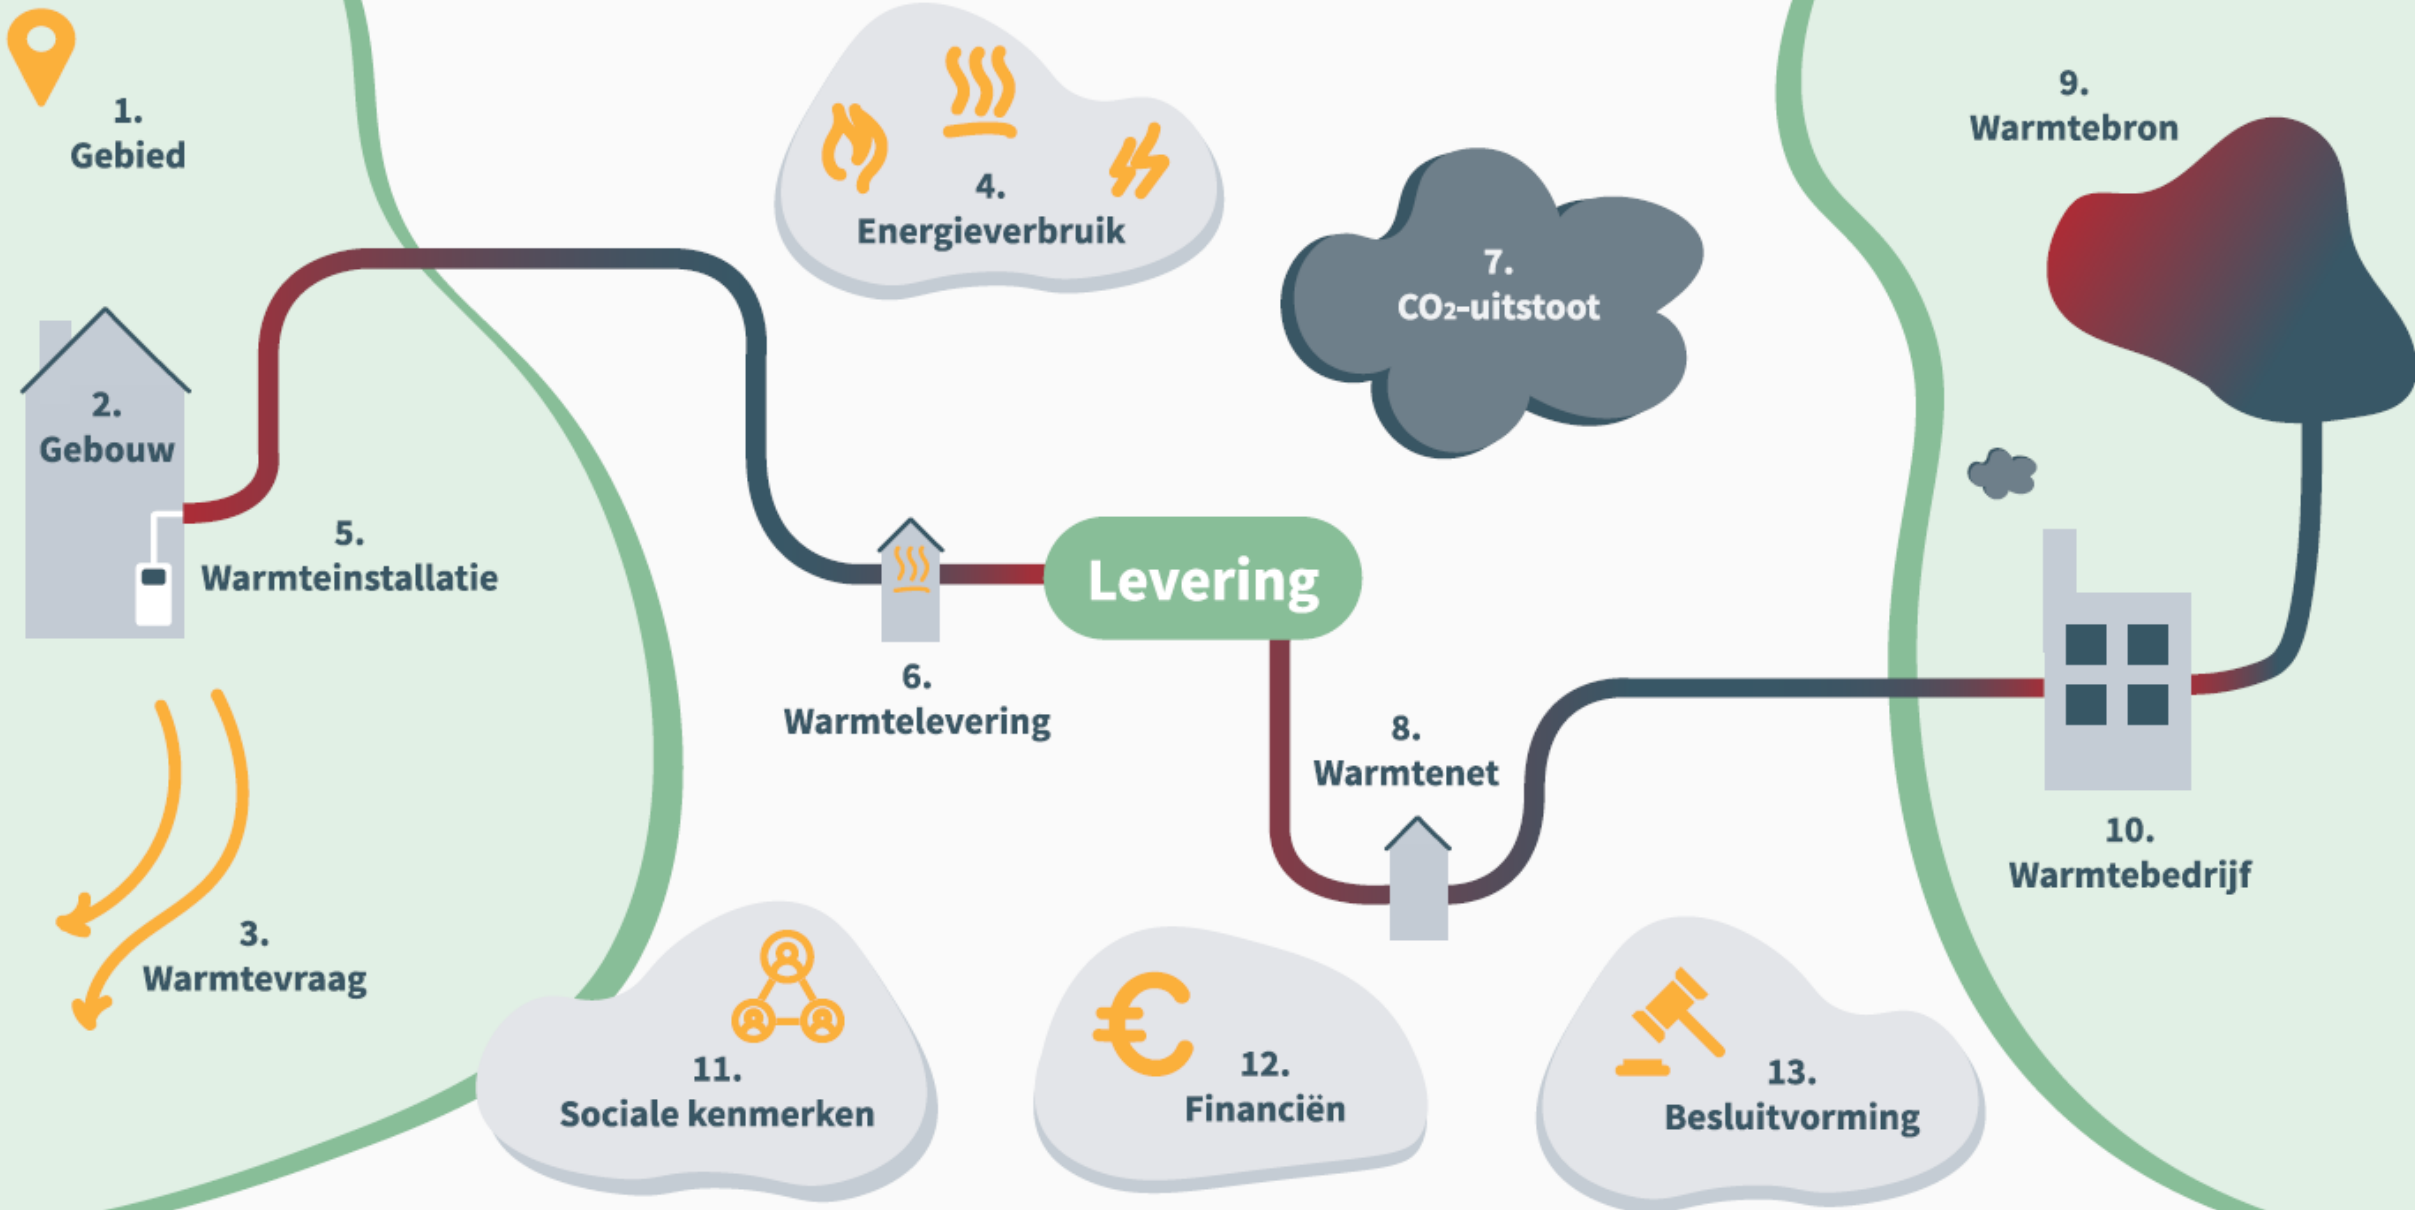 1.
Gebied
2.
Gebouw
3.
Warmtevraag
4.
Energieverbruik
5.
Warmteinstallatie
6.
Warmtelevering
Levering
7.
CO₂-uitstoot
8.
Warmtenet
9.
Warmtebron
10.
Warmtebedrijf
11.
Sociale kenmerken
12.
Financiën
13.
Besluitvorming